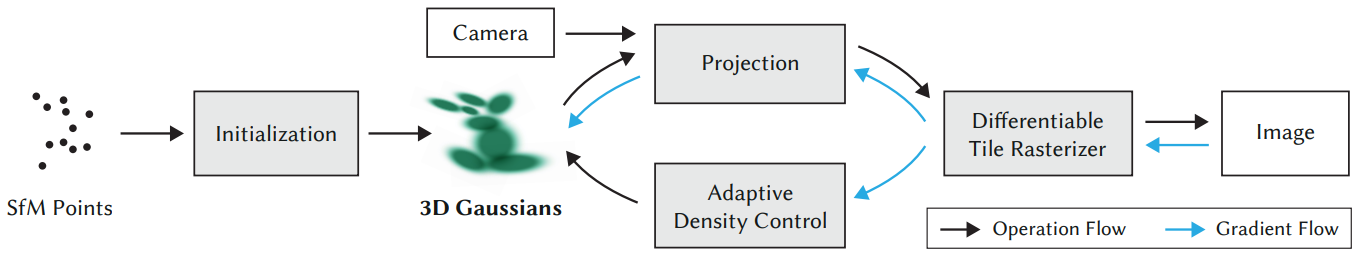 Camera
Projection
Initialization
Differentiable
Tile Rasterizer
Image
SfM Points
3D Gaussians
Adaptive
Density Control
Operation Flow
Gradient Flow